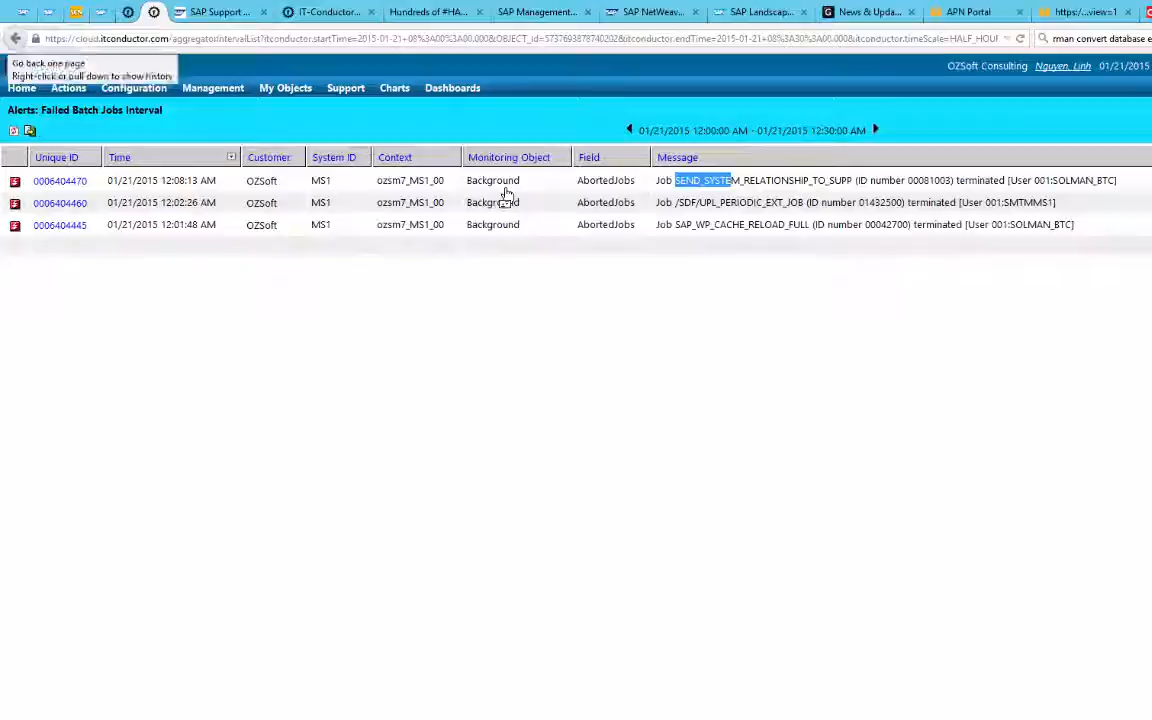 SAP Support ... × IT-Conductor... × Hundreds of #HA... × SAP Management... × SAP NetWeav... × SAP Landscap... × News & Upda... × APN Portal × https:/...view=1 ×
https://cloud.itconductor.com/aggregatorIntervalList?itconductor.startTime=2015-01-21+08%3A00%3A00.000&OBJECT_id=5737693878740202&itconductor.endTime=2015-01-21+08%3A30%3A00.000&itconductor.timeScale=HALF_HOUR rman convert database e
Go back one page
Right-click or pull down to show history
OZSoft Consulting Nguyen, Linh 01/21/2015
Home Actions Configuration Management My Objects Support Charts Dashboards
Alerts: Failed Batch Jobs Interval
01/21/2015 12:00:00 AM - 01/21/2015 12:30:00 AM
Unique ID Time Customer System ID Context Monitoring Object Field Message
0006404470 01/21/2015 12:08:13 AM OZSoft MS1 ozsm7_MS1_00 Background AbortedJobs Job SEND_SYSTEM_RELATIONSHIP_TO_SUPP (ID number 00081003) terminated [User 001:SOLMAN_BTC]
0006404460 01/21/2015 12:02:26 AM OZSoft MS1 ozsm7_MS1_00 Background AbortedJobs Job /SDF/UPL_PERIODIC_EXT_JOB (ID number 01432500) terminated [User 001:SMTMMS1]
0006404445 01/21/2015 12:01:48 AM OZSoft MS1 ozsm7_MS1_00 Background AbortedJobs Job SAP_WP_CACHE_RELOAD_FULL (ID number 00042700) terminated [User 001:SOLMAN_BTC]